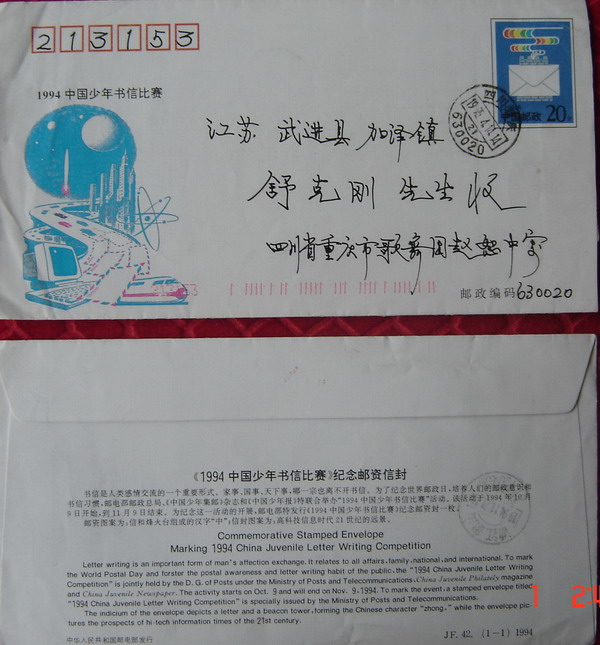 213153
中国邮政 20分
四川重庆
630020
1994 中国少年书信比赛
江苏 武进县 加泽镇
舒克刚 先生 收
四川省重庆市歌舞团
213153
邮政编码 630020
《1994 中国少年书信比赛》纪念邮资信封
书信是人类感情交流的一个重要形式。家事、国事、天下事，哪一宗也离不开书信。为了纪念世界邮政日，培养人们的邮政意识和
书信习惯，邮电部邮政总局、《中国少年集邮》杂志和《中国少年报》特联合举办“1994 中国少年书信比赛”活动。该活动于 1994 年 10 月
9 日开始，到 11 月 9 日结束。为纪念这一活动的开展，邮电部特发行《1994 中国少年书信比赛》纪念邮资封一枚。
邮资图案为：信和烽火台组成的汉字“中”；信封图案为：高科技信息时代 21 世纪的远景。
Commemorative Stamped Envelope
Marking 1994 China Juvenile Letter Writing Competition
Letter writing is an important form of man's affection exchange. It relates to all affairs, family, national, and international. To mark
the World Postal Day and forster the postal awareness and letter writing habit of the public, the "1994 China Juvenile Letter Writing
Competition" is jointly held by the D. G. of Posts under the Ministry of Posts and Telecommunications, China Juvenile Philately magazine
and China Juvenile Newspaper. The activity starts on Oct. 9 and will end on Nov. 9, 1994. To mark the event, a stamped envelope titled
"1994 China Juvenile Letter Writing Competition" is specially issued by the Ministry of Posts and Telecommunications.
The indicium of the envelope depicts a letter and a beacon tower, forming the Chinese character "zhong," while the envelope pic-
tures the prospects of hi-tech information times of the 21st century.
中华人民共和国邮电部发行
JF. 42. (1-1) 1994
1 24